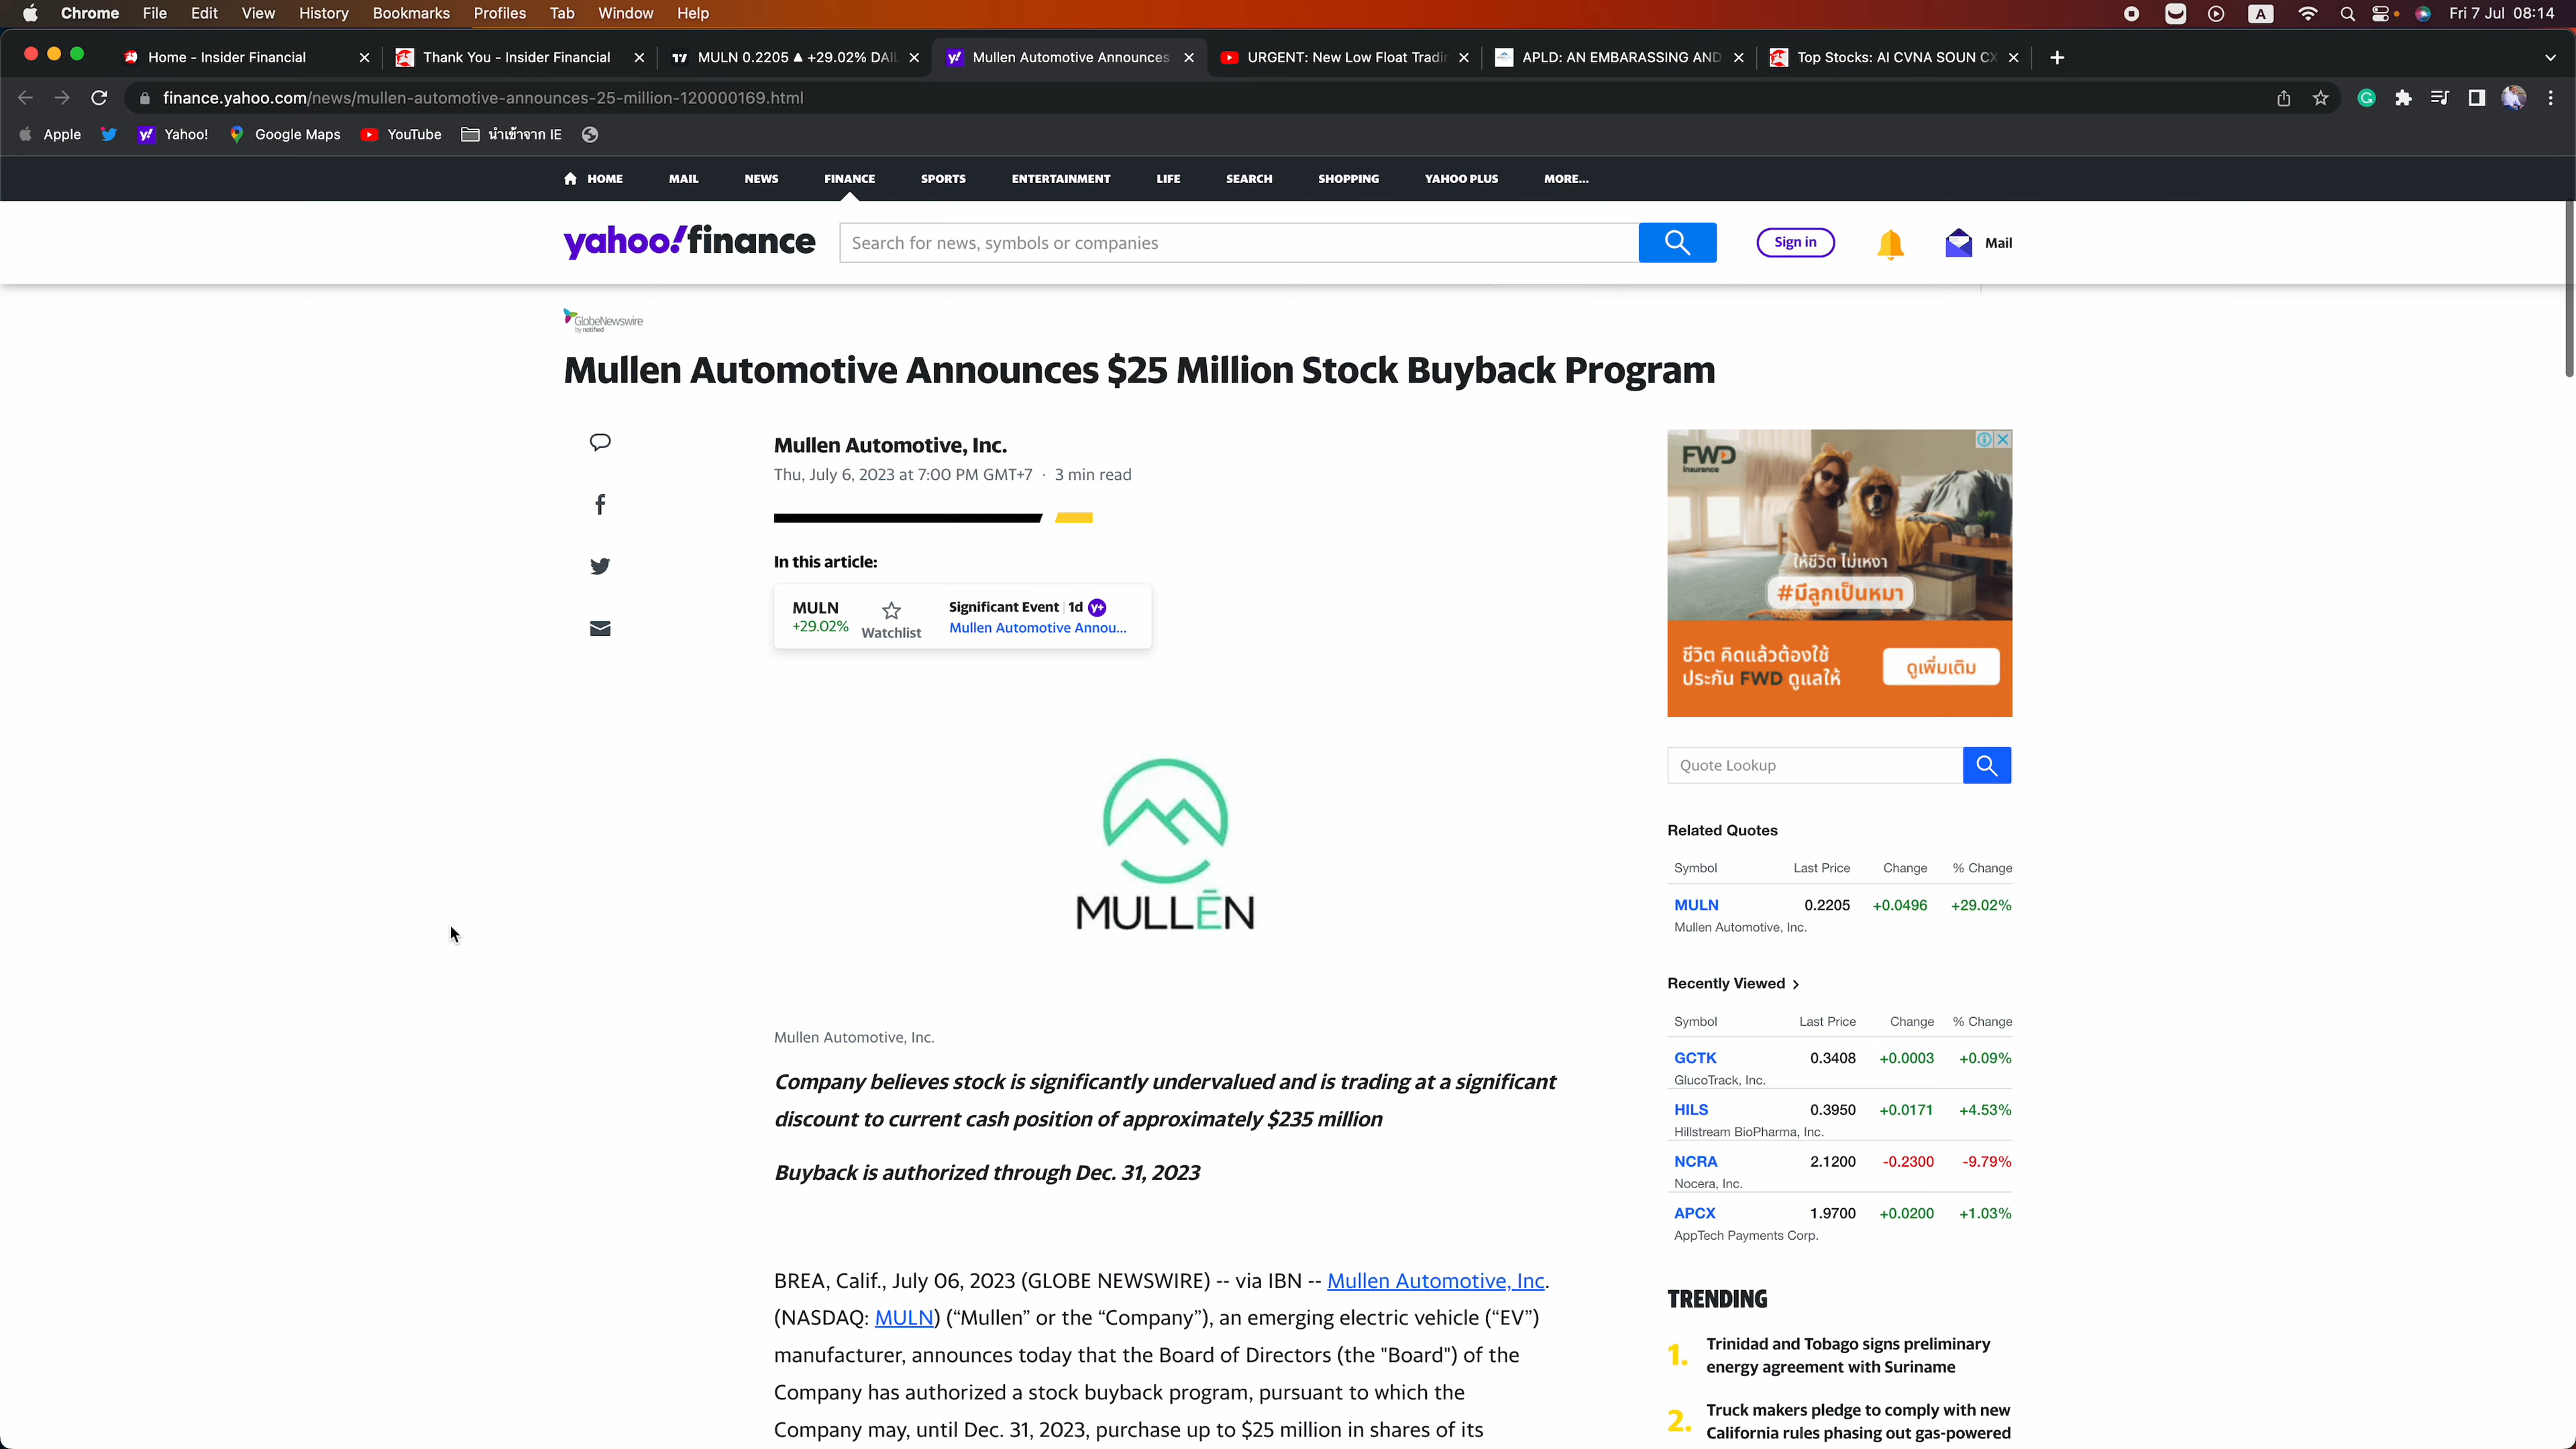 Chrome File Edit View History Bookmarks Profiles Tab Window Help A Fri 7 Jul 08:14
Home - Insider Financial Thank You - Insider Financial MULN 0.2205 ▲ +29.02% DAI Mullen Automotive Announces URGENT: New Low Float Tradi APLD: AN EMBARASSING AND Top Stocks: AI CVNA SOUN CX
finance.yahoo.com/news/mullen-automotive-announces-25-million-120000169.html
Apple Yahoo! Google Maps YouTube นำเข้าจาก IE
HOME MAIL NEWS FINANCE SPORTS ENTERTAINMENT LIFE SEARCH SHOPPING YAHOO PLUS MORE...
yahoo!finance Search for news, symbols or companies Sign in Mail
GlobeNewswire
by notified
Mullen Automotive Announces $25 Million Stock Buyback Program
Mullen Automotive, Inc.
Thu, July 6, 2023 at 7:00 PM GMT+7 · 3 min read
In this article:
MULN
+29.02%
Watchlist
Significant Event 1d y+
Mullen Automotive Annou...
MULLĒN
Mullen Automotive, Inc.
Company believes stock is significantly undervalued and is trading at a significant
discount to current cash position of approximately $235 million
Buyback is authorized through Dec. 31, 2023
BREA, Calif., July 06, 2023 (GLOBE NEWSWIRE) -- via IBN -- Mullen Automotive, Inc.
(NASDAQ: MULN) (“Mullen” or the “Company”), an emerging electric vehicle (“EV”)
manufacturer, announces today that the Board of Directors (the "Board") of the
Company has authorized a stock buyback program, pursuant to which the
Company may, until Dec. 31, 2023, purchase up to $25 million in shares of its
FWD
insurance
ให้ชีวิต ไม่เหงา
#มีลูกเป็นหมา
ชีวิต คิดแล้วต้องใช้
ประกัน FWD ดูแลให้
ดูเพิ่มเติม
Quote Lookup
Related Quotes
Symbol Last Price Change % Change
MULN 0.2205 +0.0496 +29.02%
Mullen Automotive, Inc.
Recently Viewed
Symbol Last Price Change % Change
GCTK 0.3408 +0.0003 +0.09%
GlucoTrack, Inc.
HILS 0.3950 +0.0171 +4.53%
Hillstream BioPharma, Inc.
NCRA 2.1200 -0.2300 -9.79%
Nocera, Inc.
APCX 1.9700 +0.0200 +1.03%
AppTech Payments Corp.
TRENDING
1. Trinidad and Tobago signs preliminary
energy agreement with Suriname
2. Truck makers pledge to comply with new
California rules phasing out gas-powered